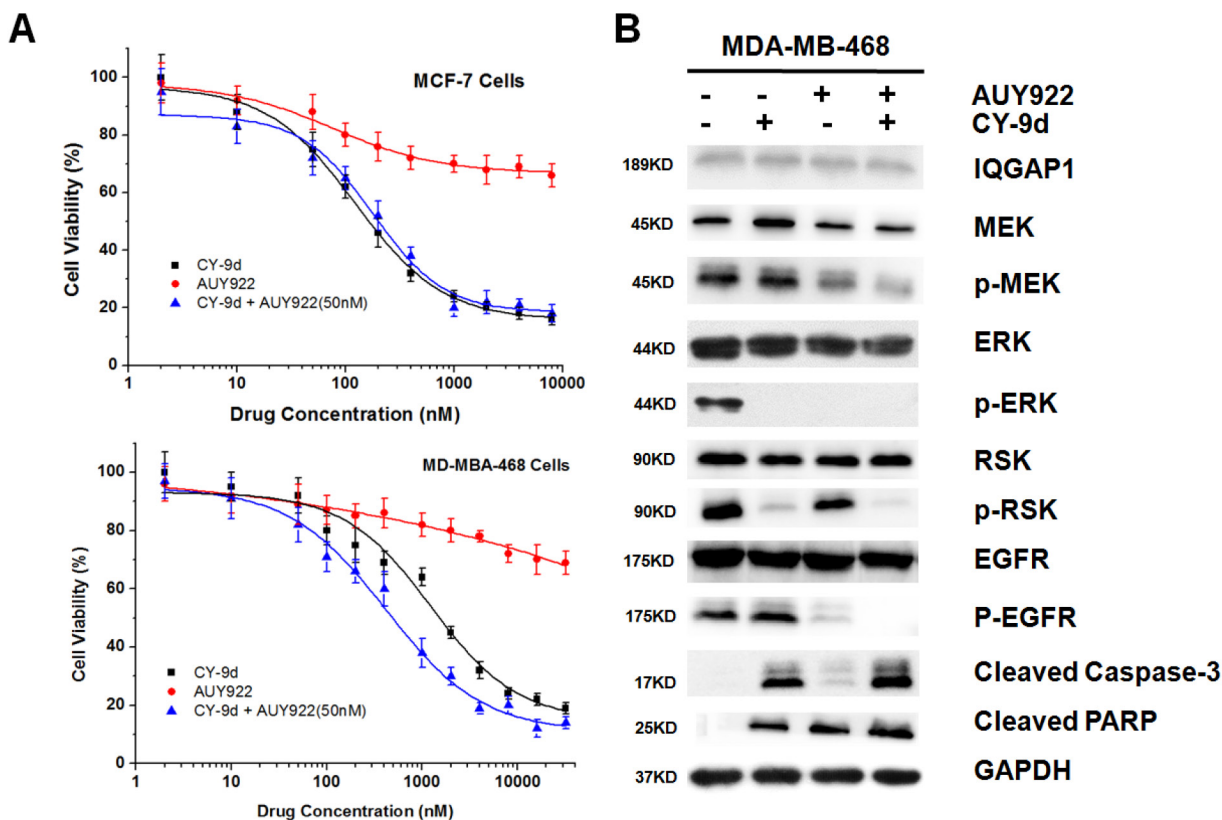 A
100
80
60
40
20
0
Cell Viability (%)
MCF-7 Cells
CY-9d
AUY922
CY-9d + AUY922(50nM)
1 10 100 1000 10000
Drug Concentration (nM)
100
80
60
40
20
0
Cell Viability (%)
MD-MBA-468 Cells
CY-9d
AUY922
CY-9d + AUY922(50nM)
1 10 100 1000 10000
Drug Concentration (nM)
B
MDA-MB-468
- - + + AUY922
- + - + CY-9d
189KD IQGAP1
45KD MEK
45KD p-MEK
44KD ERK
44KD p-ERK
90KD RSK
90KD p-RSK
175KD EGFR
175KD P-EGFR
17KD Cleaved Caspase-3
25KD Cleaved PARP
37KD GAPDH